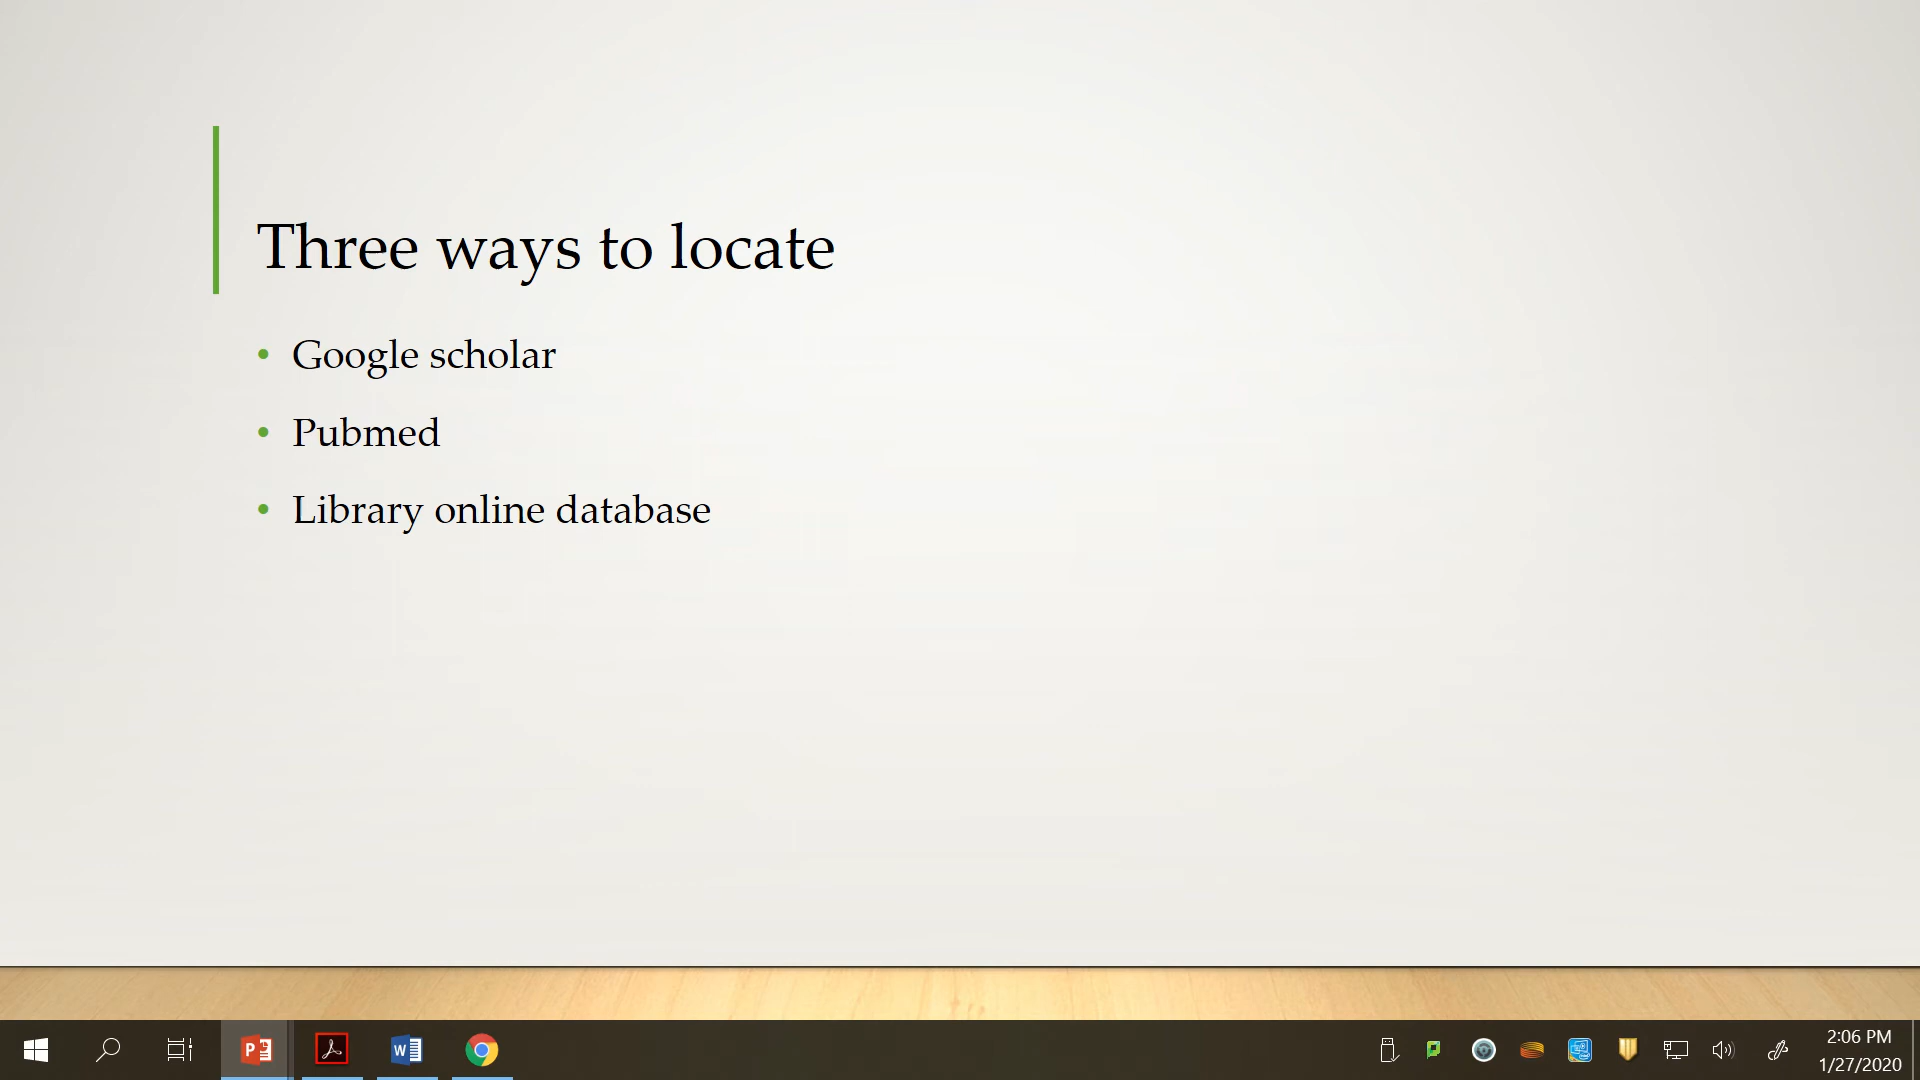 Three ways to locate
• Google scholar
• Pubmed
• Library online database
2:06 PM
1/27/2020